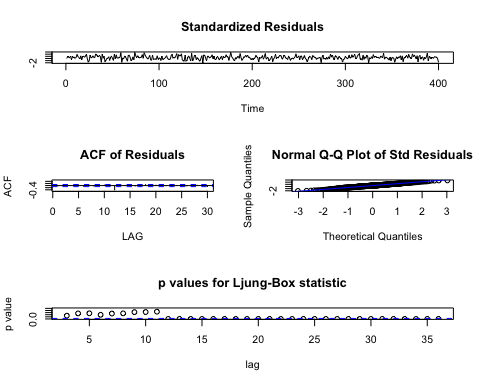 Standardized Residuals
-2
0 100 200 300 400
Time
ACF of Residuals
ACF
-0.4
0 5 10 15 20 25 30
LAG
Normal Q-Q Plot of Std Residuals
Sample Quantiles
-2
-3 -2 -1 0 1 2 3
Theoretical Quantiles
p values for Ljung-Box statistic
p value
0.0
5 10 15 20 25 30 35
lag